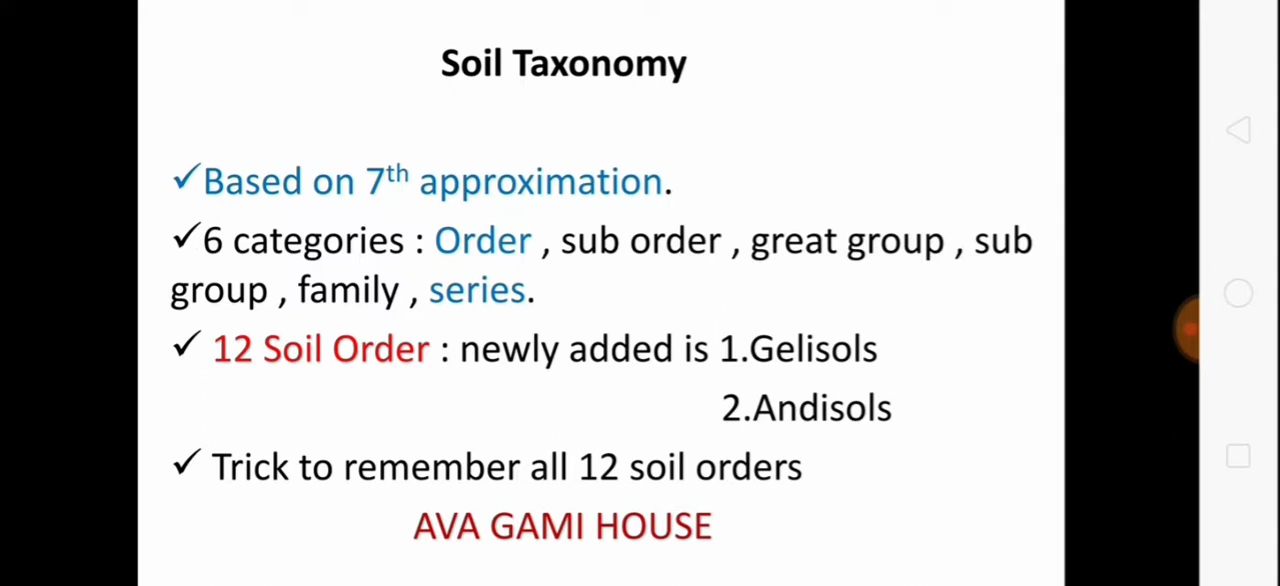 Soil Taxonomy
✓Based on 7th approximation.
✓6 categories : Order , sub order , great group , sub
group , family , series.
✓ 12 Soil Order : newly added is 1.Gelisols
2.Andisols
✓ Trick to remember all 12 soil orders
AVA GAMI HOUSE